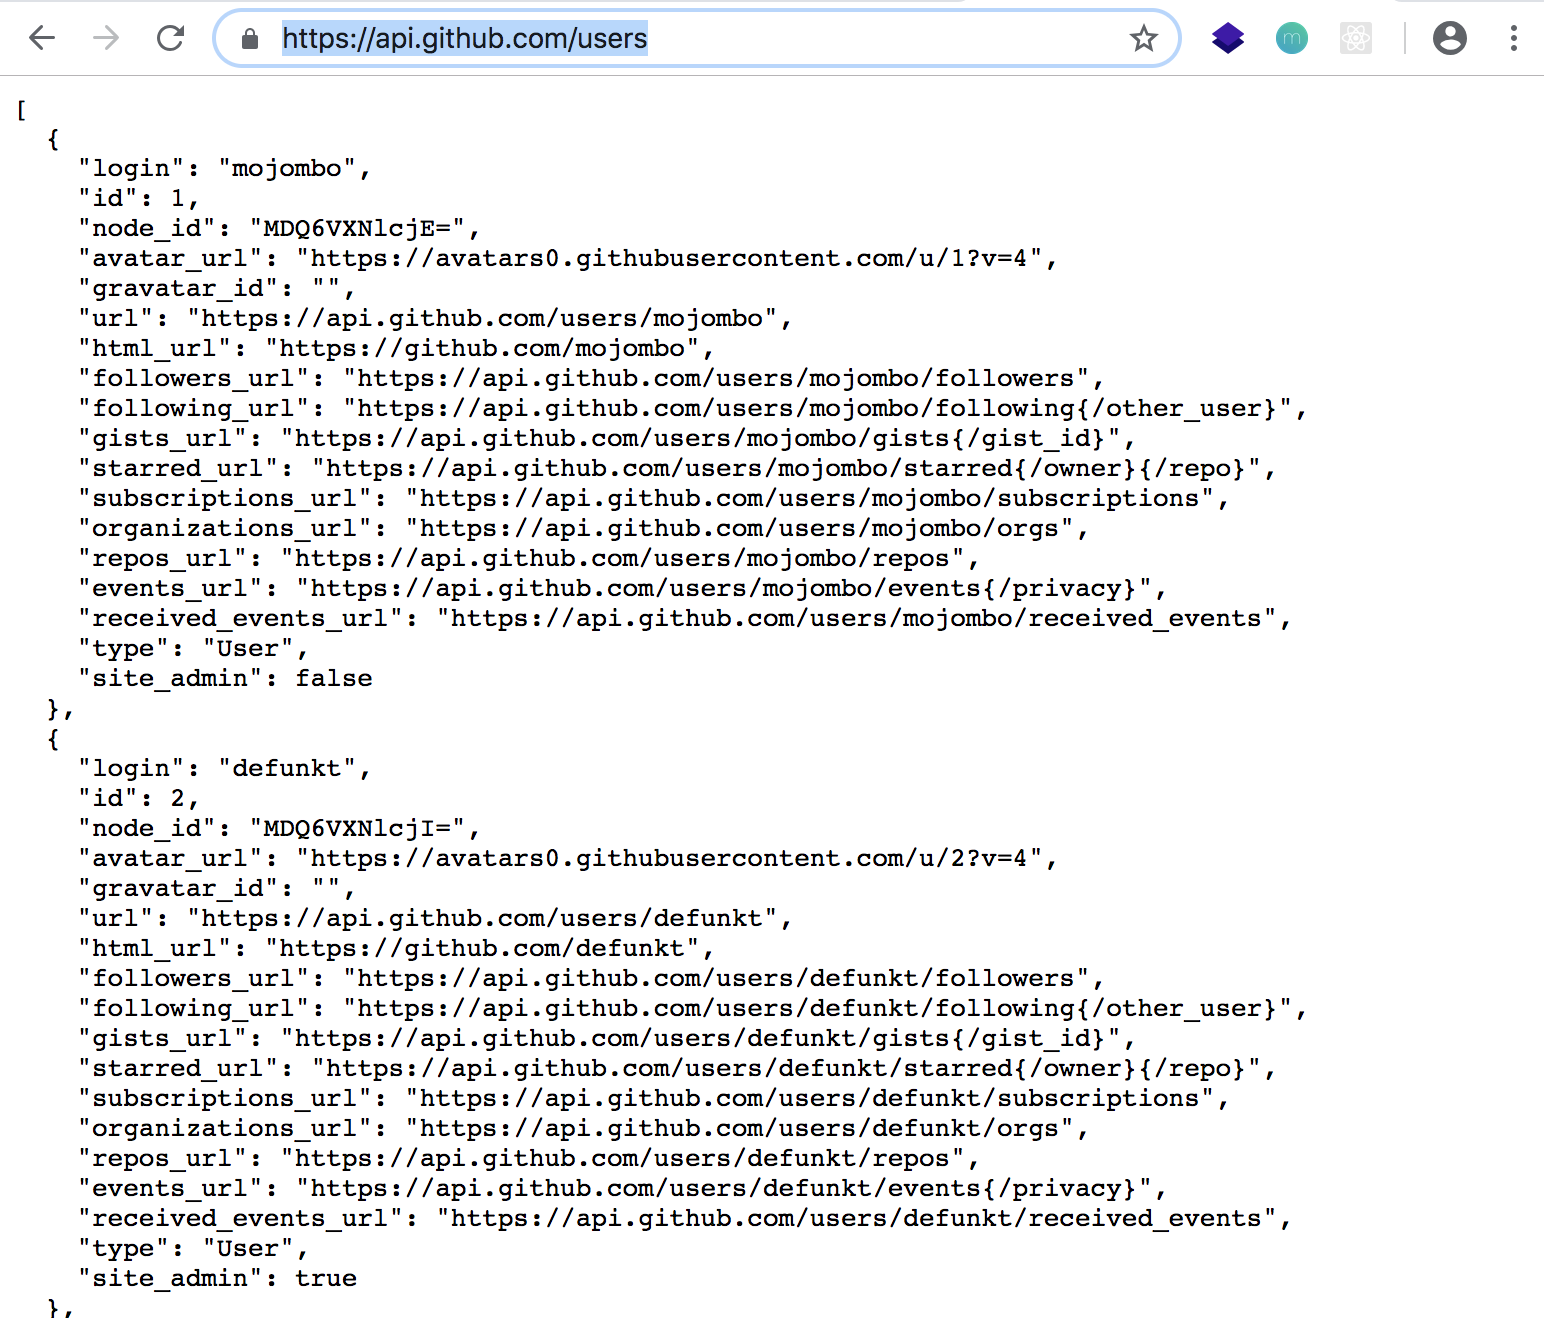 https://api.github.com/users
m
[
{
"login": "mojombo",
"id": 1,
"node_id": "MDQ6VXNlcjE=",
"avatar_url": "https://avatars0.githubusercontent.com/u/1?v=4",
"gravatar_id": "",
"url": "https://api.github.com/users/mojombo",
"html_url": "https://github.com/mojombo",
"followers_url": "https://api.github.com/users/mojombo/followers",
"following_url": "https://api.github.com/users/mojombo/following{/other_user}",
"gists_url": "https://api.github.com/users/mojombo/gists{/gist_id}",
"starred_url": "https://api.github.com/users/mojombo/starred{/owner}{/repo}",
"subscriptions_url": "https://api.github.com/users/mojombo/subscriptions",
"organizations_url": "https://api.github.com/users/mojombo/orgs",
"repos_url": "https://api.github.com/users/mojombo/repos",
"events_url": "https://api.github.com/users/mojombo/events{/privacy}",
"received_events_url": "https://api.github.com/users/mojombo/received_events",
"type": "User",
"site_admin": false
},
{
"login": "defunkt",
"id": 2,
"node_id": "MDQ6VXNlcjI=",
"avatar_url": "https://avatars0.githubusercontent.com/u/2?v=4",
"gravatar_id": "",
"url": "https://api.github.com/users/defunkt",
"html_url": "https://github.com/defunkt",
"followers_url": "https://api.github.com/users/defunkt/followers",
"following_url": "https://api.github.com/users/defunkt/following{/other_user}",
"gists_url": "https://api.github.com/users/defunkt/gists{/gist_id}",
"starred_url": "https://api.github.com/users/defunkt/starred{/owner}{/repo}",
"subscriptions_url": "https://api.github.com/users/defunkt/subscriptions",
"organizations_url": "https://api.github.com/users/defunkt/orgs",
"repos_url": "https://api.github.com/users/defunkt/repos",
"events_url": "https://api.github.com/users/defunkt/events{/privacy}",
"received_events_url": "https://api.github.com/users/defunkt/received_events",
"type": "User",
"site_admin": true
},